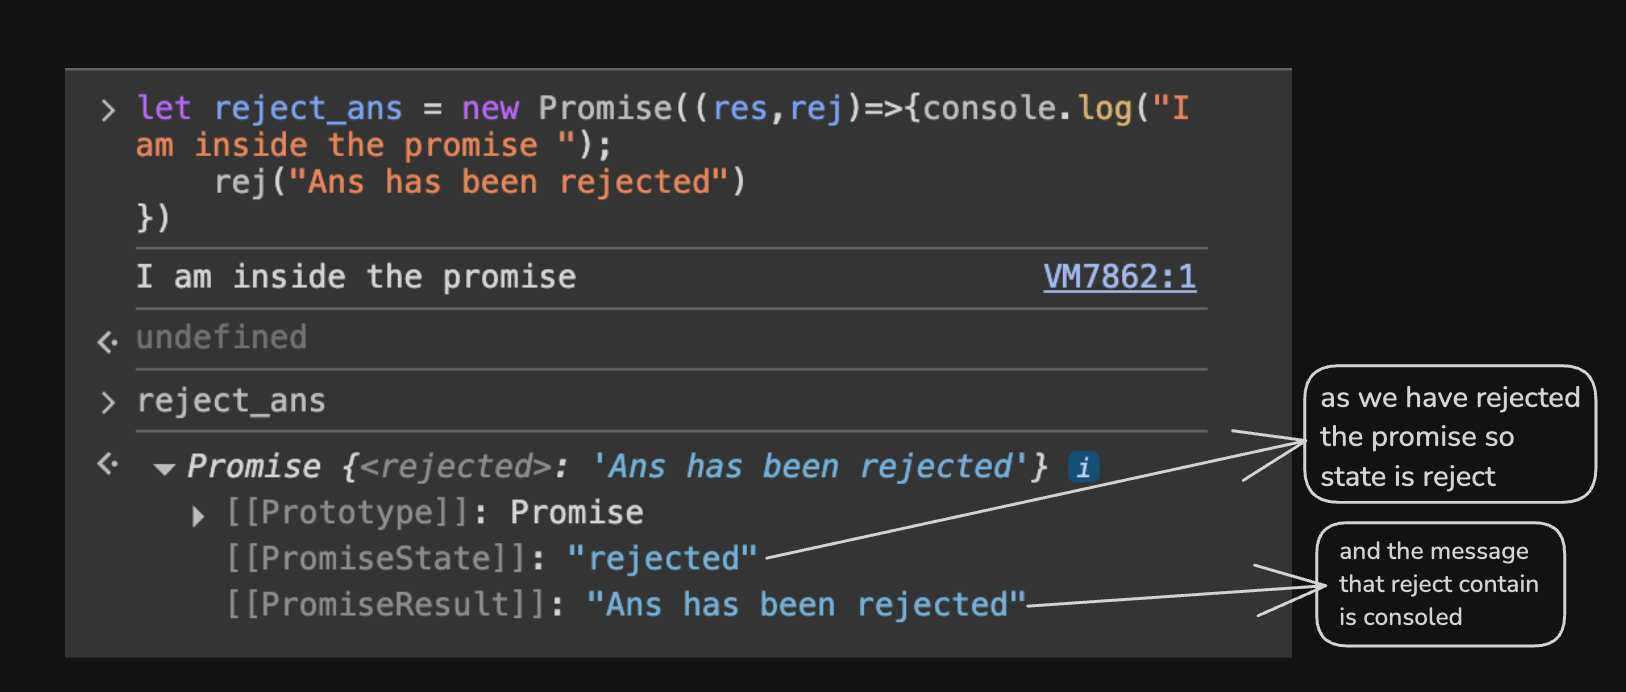 > let reject_ans = new Promise((res,rej)=>{console.log("I
am inside the promise ");
    rej("Ans has been rejected")
})
I am inside the promise VM7862:1
undefined
> reject_ans
Promise {<rejected>: 'Ans has been rejected'} i
[[Prototype]]: Promise
[[PromiseState]]: "rejected"
[[PromiseResult]]: "Ans has been rejected"
as we have rejected
the promise so
state is reject
and the message
that reject contain
is consoled